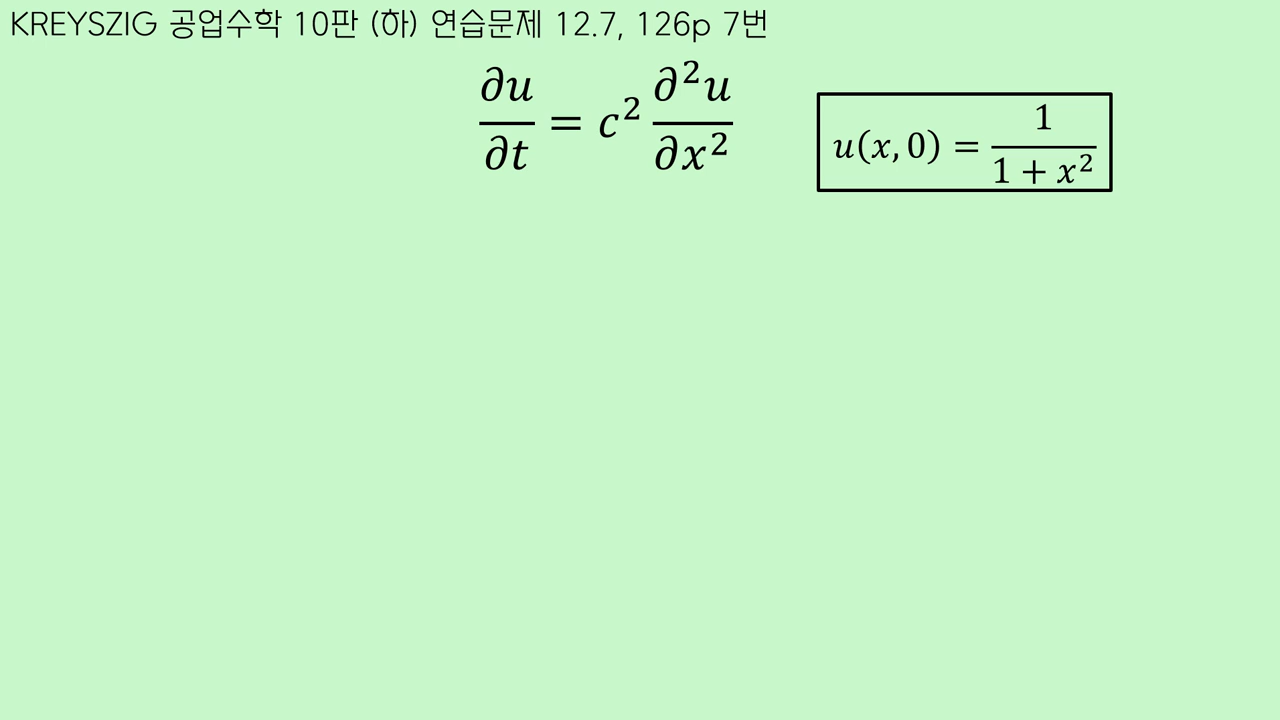 KREYSZIG 공업수학 10판 (하) 연습문제 12.7, 126p 7번
∂u/∂t = c² ∂²u/∂x²
u(x, 0) = 1/(1 + x²)